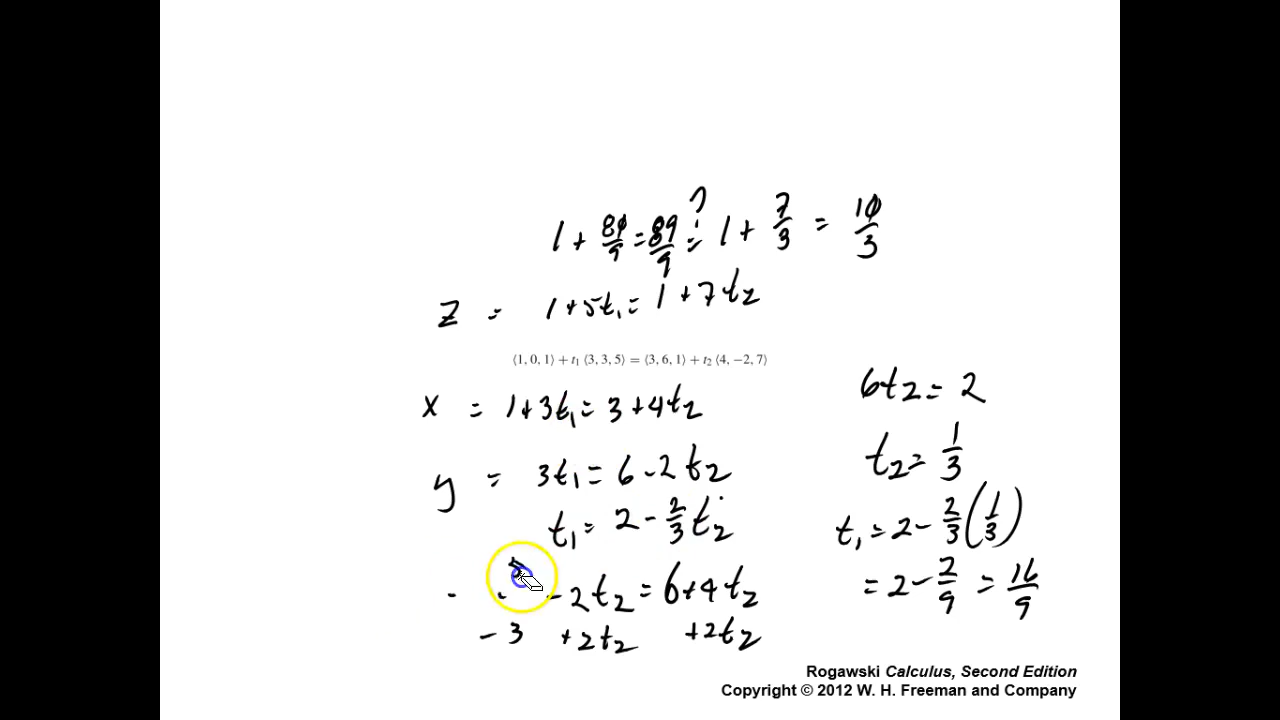 1 + 80/9 = 89/9 ?= 1 + 7/3 = 10/3
z = 1+5t₁ = 1+7t₂
⟨1, 0, 1⟩ + t₁ ⟨3, 3, 5⟩ = ⟨3, 6, 1⟩ + t₂ ⟨4, −2, 7⟩
x = 1+3t₁ = 3+4t₂
y = 3t₁ = 6-2t₂
t₁ = 2 - 2/3 t₂
-2t₂ = 6+4t₂
-3 +2t₂ +2t₂
6t₂ = 2
t₂ = 1/3
t₁ = 2 - 2/3 (1/3)
= 2 - 2/9 = 16/9
Rogawski Calculus, Second Edition
Copyright © 2012 W. H. Freeman and Company